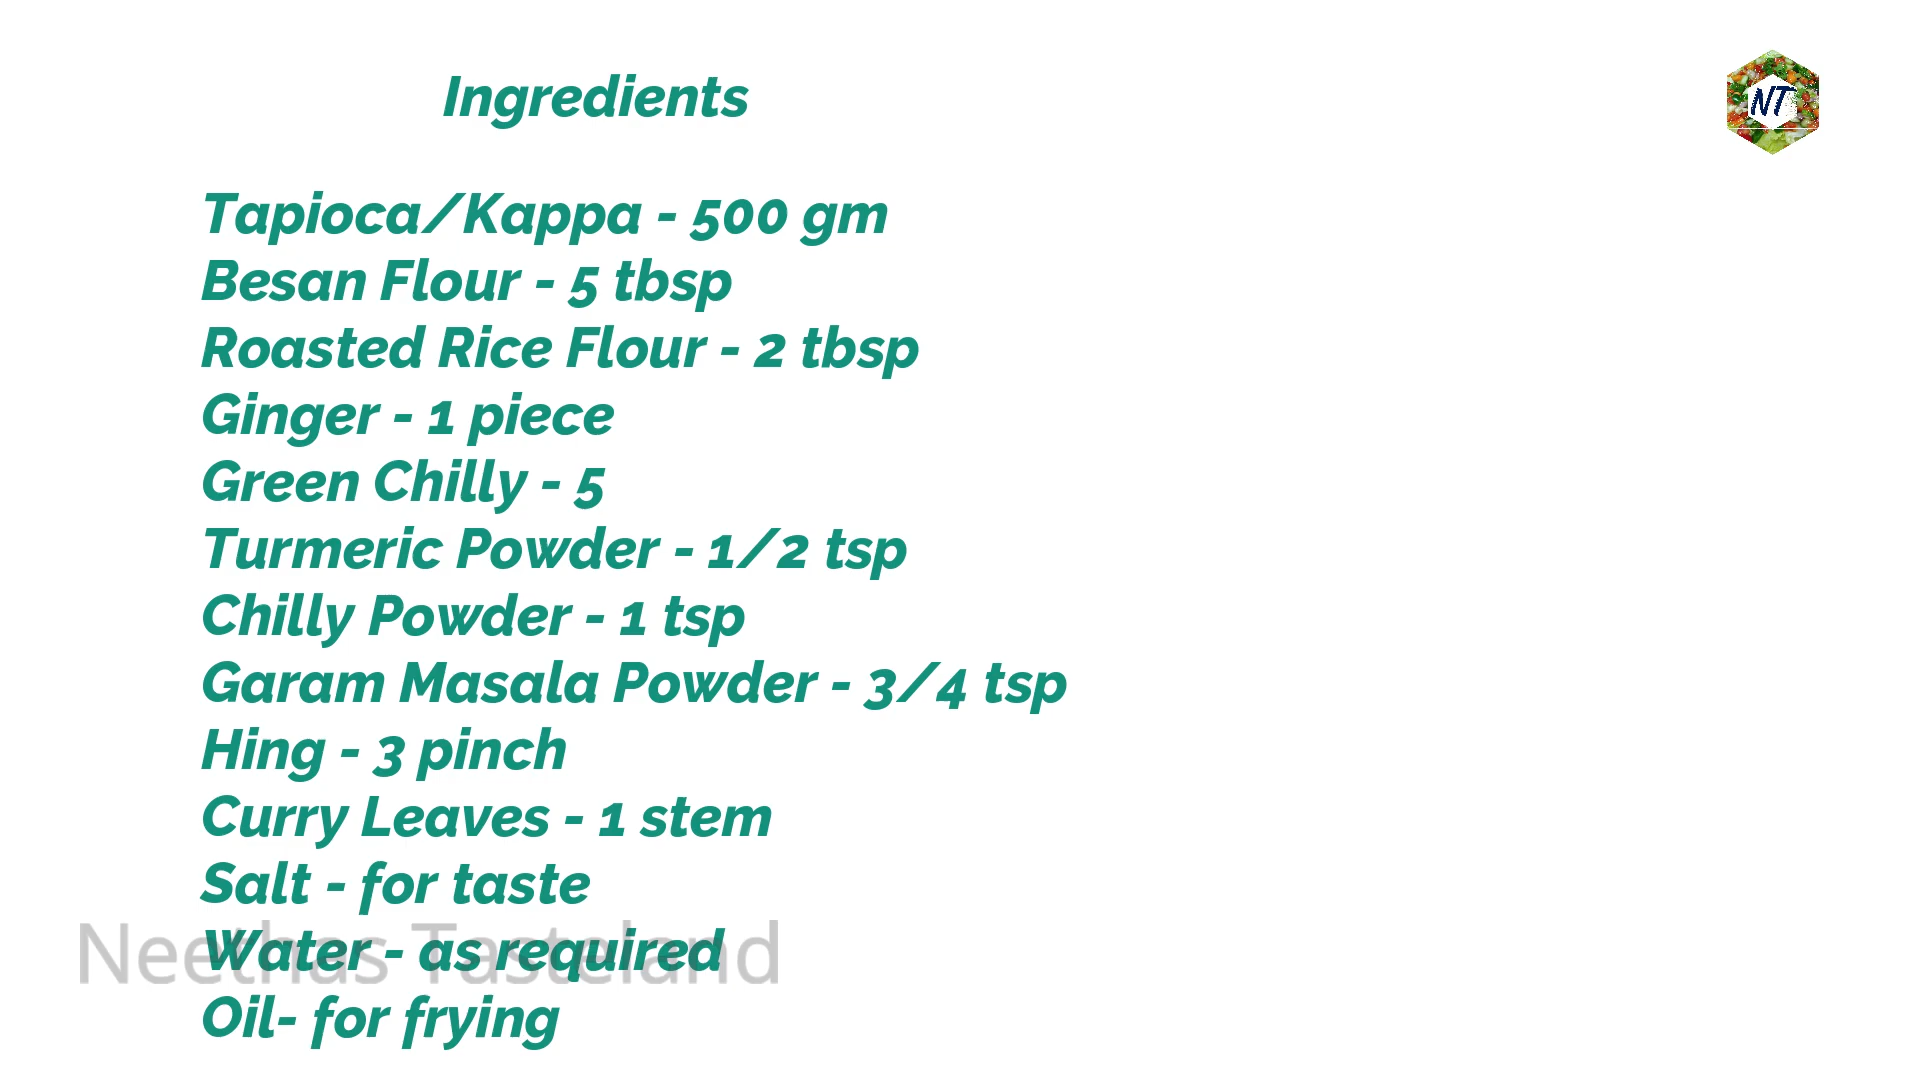 Ingredients
NT
Tapioca/Kappa - 500 gm
Besan Flour - 5 tbsp
Roasted Rice Flour - 2 tbsp
Ginger - 1 piece
Green Chilly - 5
Turmeric Powder - 1/2 tsp
Chilly Powder - 1 tsp
Garam Masala Powder - 3/4 tsp
Hing - 3 pinch
Curry Leaves - 1 stem
Salt - for taste
Water - as required
Neethas Tasteland
Oil- for frying